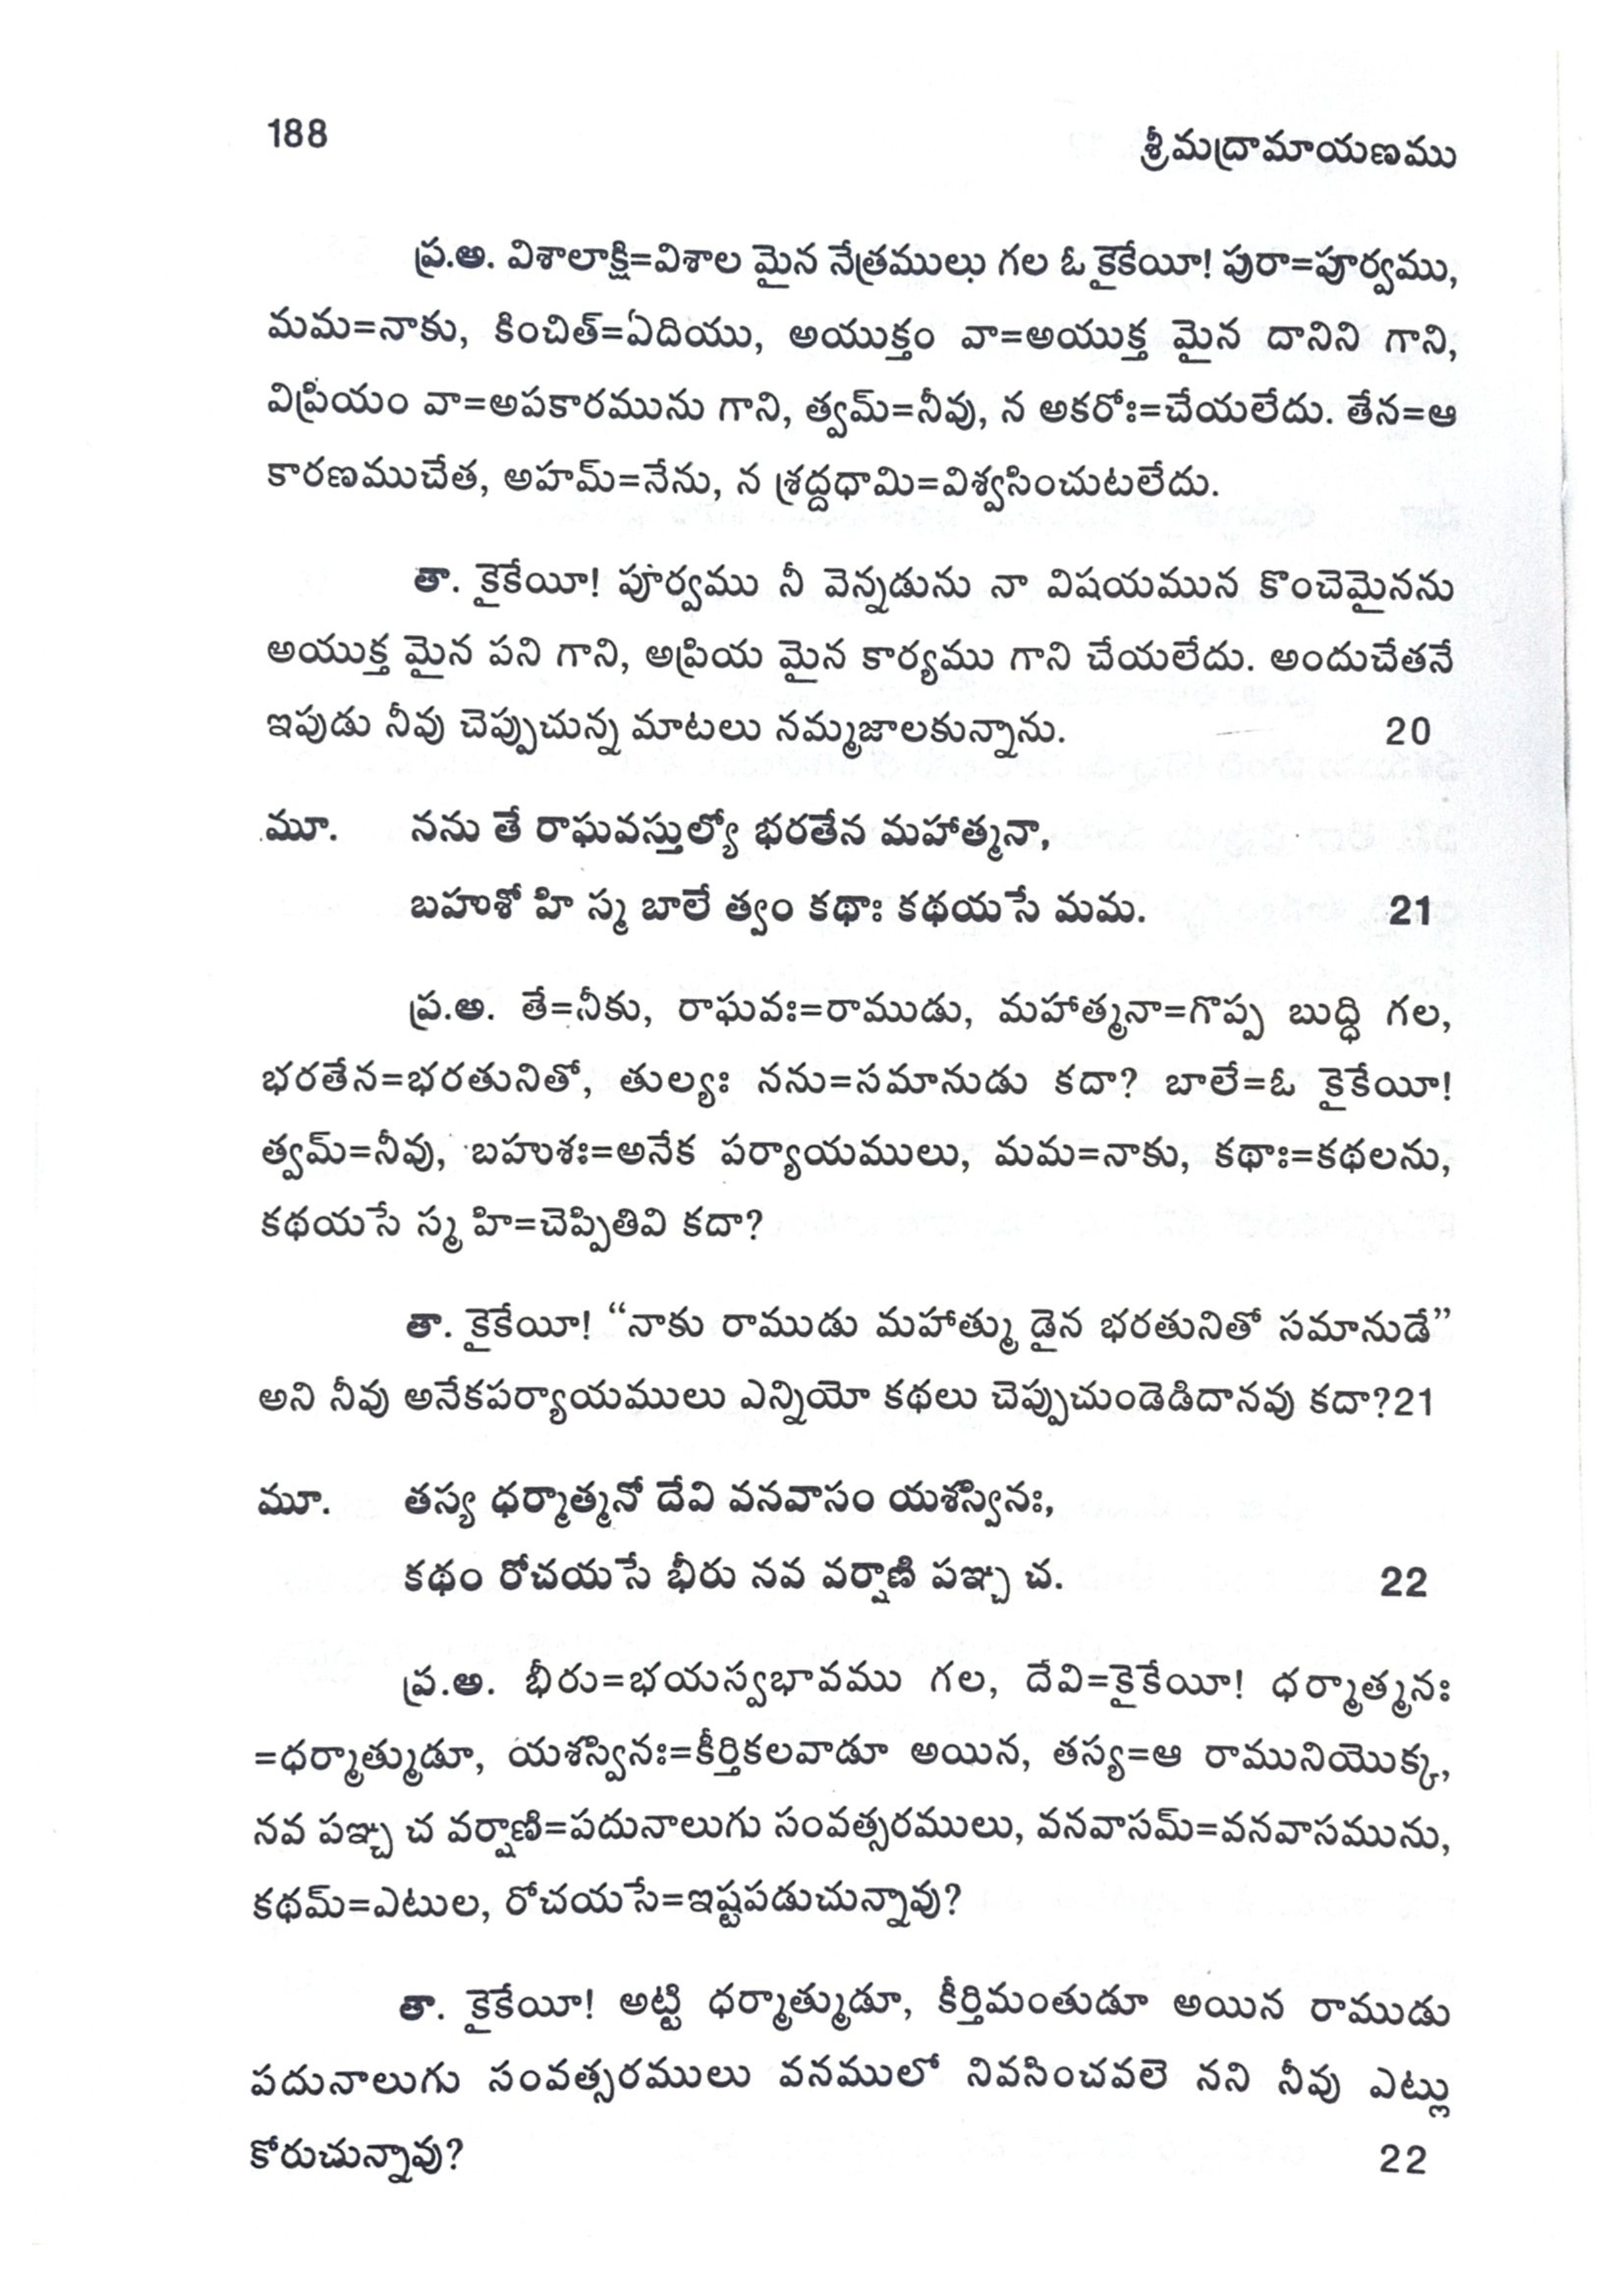 188
శ్రీమద్రామాయణము
ప్ర.అ. విశాలాక్షి=విశాల మైన నేత్రములు గల ఓ కైకేయీ! పురా=పూర్వము,
మమ=నాకు, కించిత్=ఏదియు, అయుక్తం వా=అయుక్త మైన దానిని గాని,
విప్రియం వా=అపకారమును గాని, త్వమ్=నీవు, న అకరోః=చేయలేదు. తేన=ఆ
కారణముచేత, అహమ్=నేను, న శ్రద్దధామి=విశ్వసించుటలేదు.
తా. కైకేయీ! పూర్వము నీ వెన్నడును నా విషయమున కొంచెమైనను
అయుక్త మైన పని గాని, అప్రియ మైన కార్యము గాని చేయలేదు. అందుచేతనే
ఇపుడు నీవు చెప్పుచున్న మాటలు నమ్మజాలకున్నాను. 20
మూ. నను తే రాఘవస్తుల్యో భరతేన మహాత్మనా,
బహుశో హి స్మ బాలే త్వం కథాః కథయసే మమ. 21
ప్ర.అ. తే=నీకు, రాఘవః=రాముడు, మహాత్మనా=గొప్ప బుద్ధి గల,
భరతేన=భరతునితో, తుల్యః నను=సమానుడు కదా? బాలే=ఓ కైకేయీ!
త్వమ్=నీవు, బహుశః=అనేక పర్యాయములు, మమ=నాకు, కథాః=కథలను,
కథయసే స్మ హి=చెప్పితివి కదా?
తా. కైకేయీ! “నాకు రాముడు మహాత్ము డైన భరతునితో సమానుడే”
అని నీవు అనేకపర్యాయములు ఎన్నియో కథలు చెప్పుచుండెడిదానవు కదా?21
మూ. తస్య ధర్మాత్మనో దేవి వనవాసం యశస్వినః,
కథం రోచయసే భీరు నవ వర్షాణి పఞ్చ చ. 22
ప్ర.అ. భీరు=భయస్వభావము గల, దేవి=కైకేయీ! ధర్మాత్మనః
=ధర్మాత్ముడూ, యశస్వినః=కీర్తికలవాడూ అయిన, తస్య=ఆ రామునియొక్క,
నవ పఞ్చ చ వర్షాణి=పదునాలుగు సంవత్సరములు, వనవాసమ్=వనవాసమును,
కథమ్=ఎటుల, రోచయసే=ఇష్టపడుచున్నావు?
తా. కైకేయీ! అట్టి ధర్మాత్ముడూ, కీర్తిమంతుడూ అయిన రాముడు
పదునాలుగు సంవత్సరములు వనములో నివసించవలె నని నీవు ఎట్లు
కోరుచున్నావు? 22